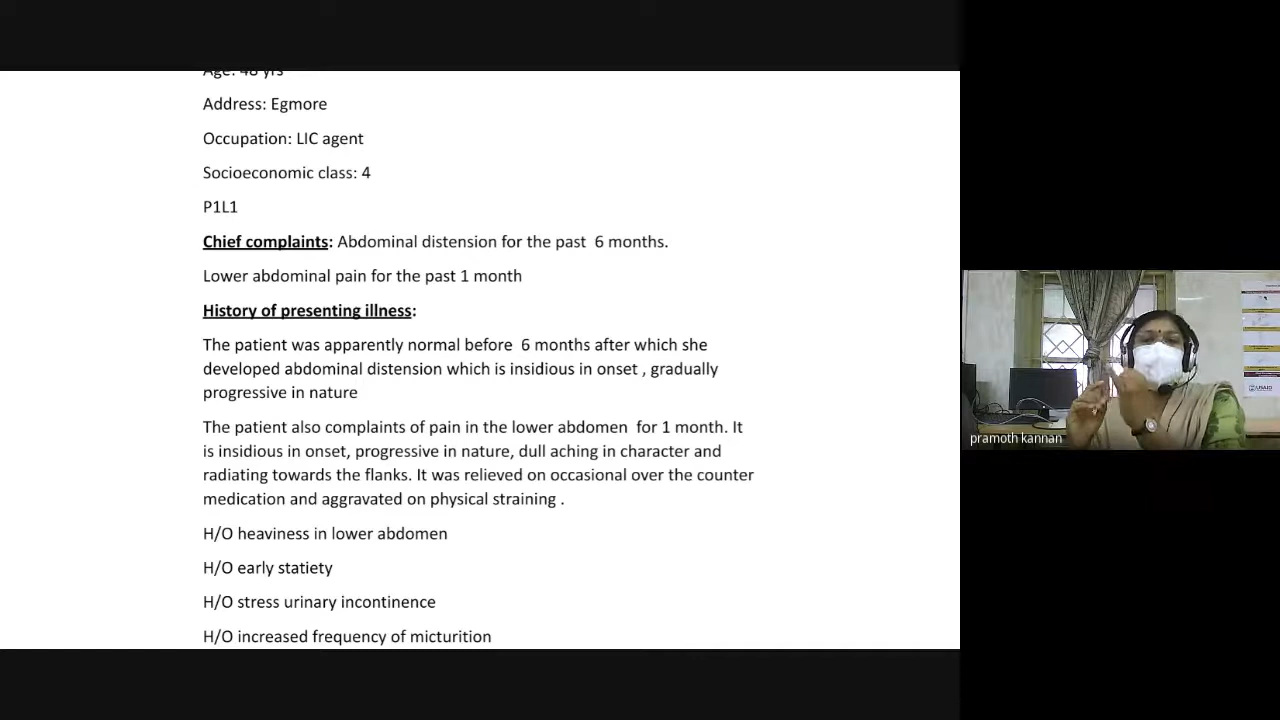 Age: 48 yrs
Address: Egmore
Occupation: LIC agent
Socioeconomic class: 4
P1L1
Chief complaints: Abdominal distension for the past 6 months.
Lower abdominal pain for the past 1 month
History of presenting illness:
The patient was apparently normal before 6 months after which she
developed abdominal distension which is insidious in onset , gradually
progressive in nature
The patient also complaints of pain in the lower abdomen for 1 month. It
is insidious in onset, progressive in nature, dull aching in character and
radiating towards the flanks. It was relieved on occasional over the counter
medication and aggravated on physical straining .
H/O heaviness in lower abdomen
H/O early statiety
H/O stress urinary incontinence
H/O increased frequency of micturition
USAID
pramoth kannan